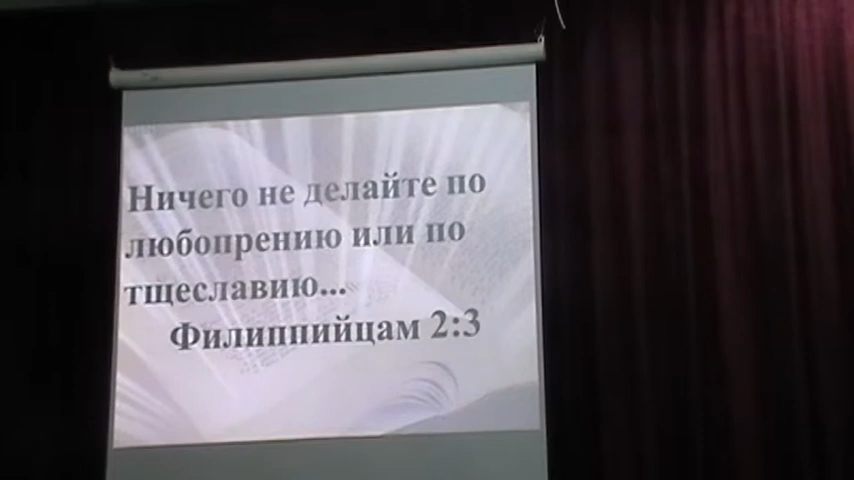 Ничего не делайте по
любопрению или по
тщеславию...
Филиппийцам 2:3